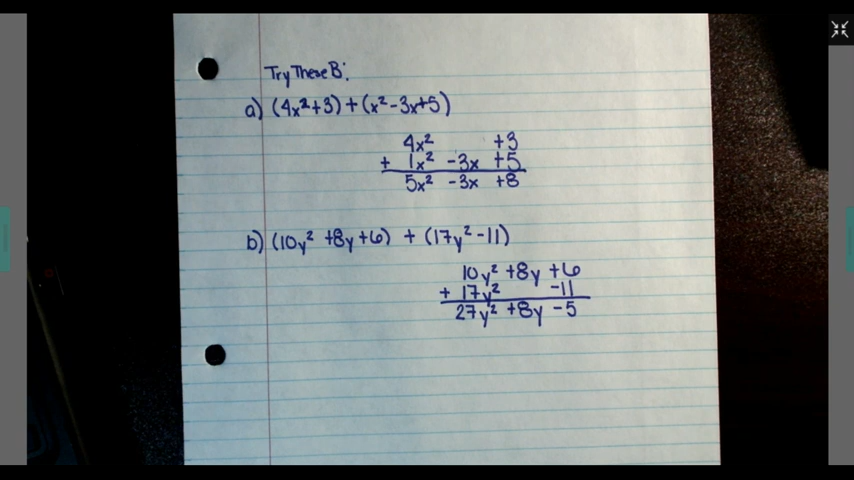 Try These B:
a) (4x²+3) + (x² - 3x+5)
4x² +3
+ 1x² -3x +5
5x² -3x +8
b) (10y² +8y +6) + (17y² -11)
10y² +8y +6
+ 17y² -11
27y² +8y -5